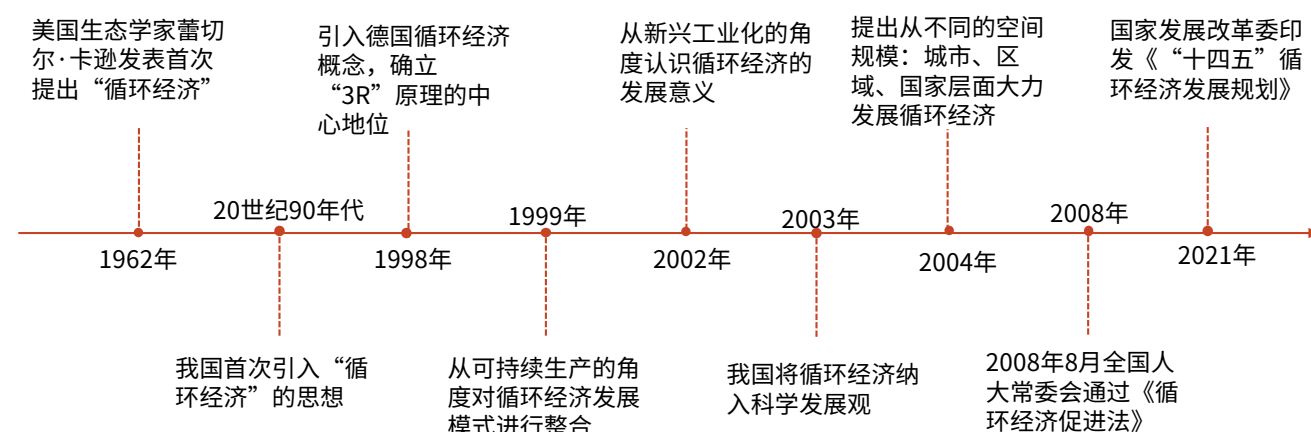 美国生态学家蕾切
尔·卡逊发表首次
提出“循环经济”
1962年
20世纪90年代
我国首次引入“循
环经济”的思想
引入德国循环经济
概念，确立
“3R”原理的中
心地位
1998年
1999年
从可持续生产的角
度对循环经济发展
模式进行整合
从新兴工业化的角
度认识循环经济的
发展意义
2002年
2003年
我国将循环经济纳
入科学发展观
提出从不同的空间
规模：城市、区
域、国家层面大力
发展循环经济
2004年
2008年
2008年8月全国人
大常委会通过《循
环经济促进法》
国家发展改革委印
发《“十四五”循
环经济发展规划》
2021年